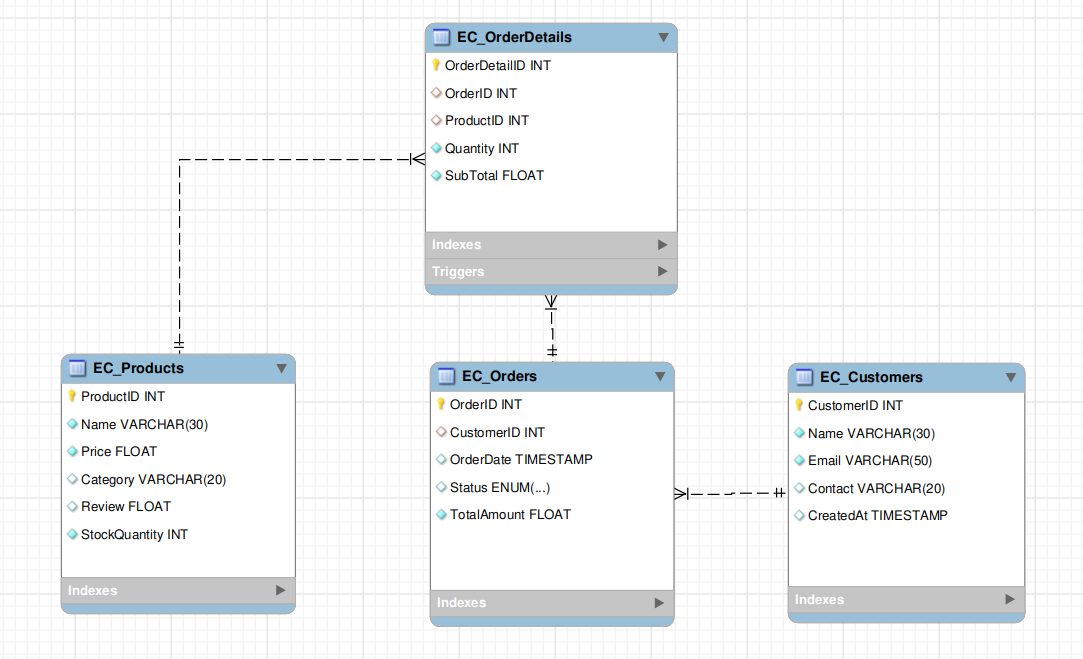 EC_OrderDetails
OrderDetailID INT
OrderID INT
ProductID INT
Quantity INT
SubTotal FLOAT
Indexes
Triggers
EC_Products
ProductID INT
Name VARCHAR(30)
Price FLOAT
Category VARCHAR(20)
Review FLOAT
StockQuantity INT
Indexes
EC_Orders
OrderID INT
CustomerID INT
OrderDate TIMESTAMP
Status ENUM(...)
TotalAmount FLOAT
Indexes
EC_Customers
CustomerID INT
Name VARCHAR(30)
Email VARCHAR(50)
Contact VARCHAR(20)
CreatedAt TIMESTAMP
Indexes